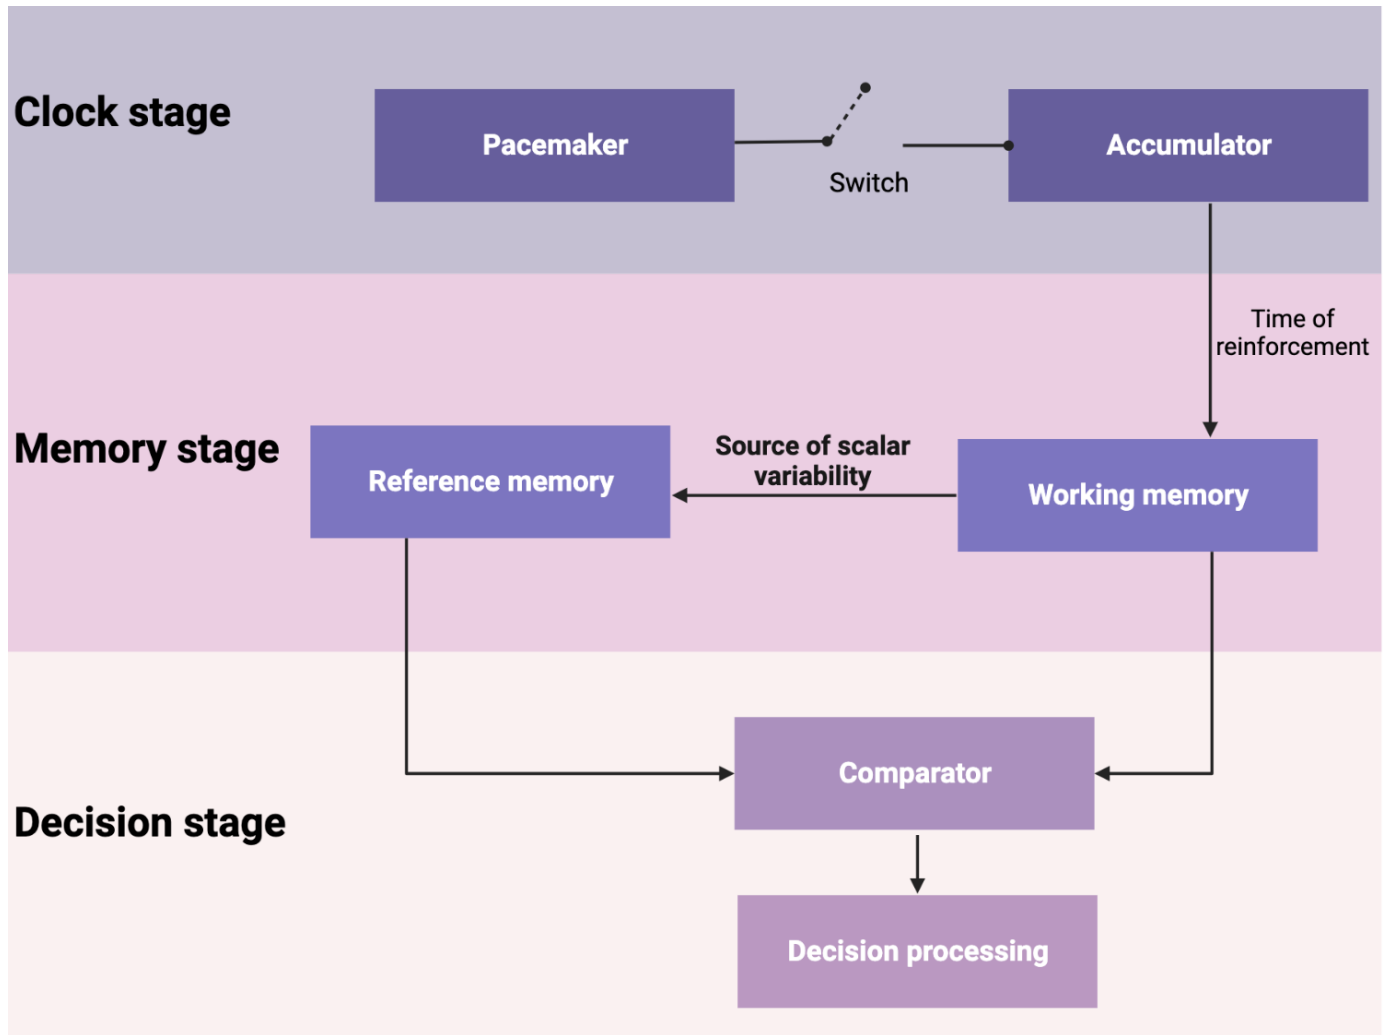 Clock stage
Pacemaker
Switch
Accumulator
Time of
reinforcement
Memory stage
Reference memory
Source of scalar
variability
Working memory
Decision stage
Comparator
Decision processing